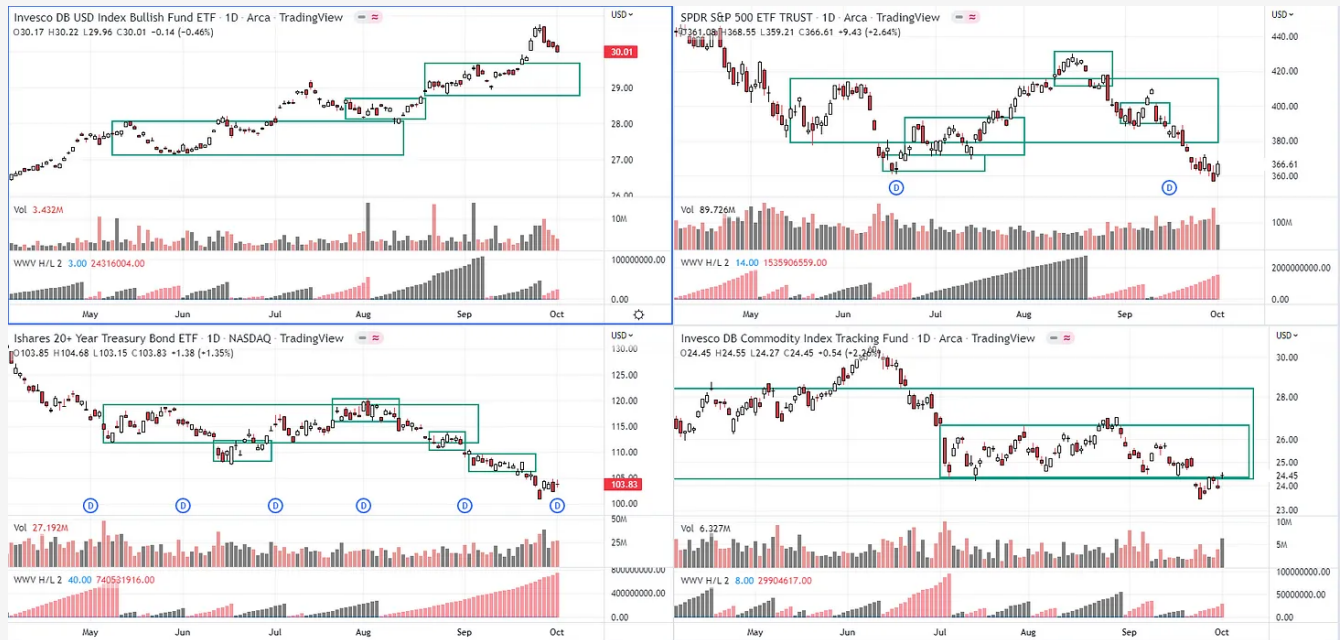 Invesco DB USD Index Bullish Fund ETF · 1D · Arca · TradingView
USD
O30.17 H30.22 L29.96 C30.01 −0.14 (−0.46%)
30.01
29.00
28.00
27.00
26.00
Vol 3.432M
10M
WWV H/L 2 3.00 24316004.00
100000000.00
0.00
May Jun Jul Aug Sep Oct
SPDR S&P 500 ETF TRUST · 1D · Arca · TradingView
USD
O361.08 H368.55 L359.21 C366.61 +9.43 (+2.64%)
440.00
420.00
400.00
380.00
366.61
360.00
D D
Vol 89.726M
100M
WWV H/L 2 14.00 1535906559.00
2000000000.00
0.00
May Jun Jul Aug Sep Oct
Ishares 20+ Year Treasury Bond ETF · 1D · NASDAQ · TradingView
USD
O103.85 H104.68 L103.15 C103.83 +1.38 (+1.35%)
130.00
125.00
120.00
115.00
110.00
105.00
103.83
100.00
D D D D D D
Vol 27.192M
50M
25M
WWV H/L 2 40.00 740531916.00
800000000.00
400000000.00
0.00
May Jun Jul Aug Sep Oct
Invesco DB Commodity Index Tracking Fund · 1D · Arca · TradingView
USD
O24.45 H24.55 L24.27 C24.45 +0.54 (+2.26%)
30.00
28.00
26.00
25.00
24.45
24.00
23.00
Vol 6.327M
10M
5M
WWV H/L 2 8.00 29904617.00
100000000.00
50000000.00
0.00
May Jun Jul Aug Sep Oct